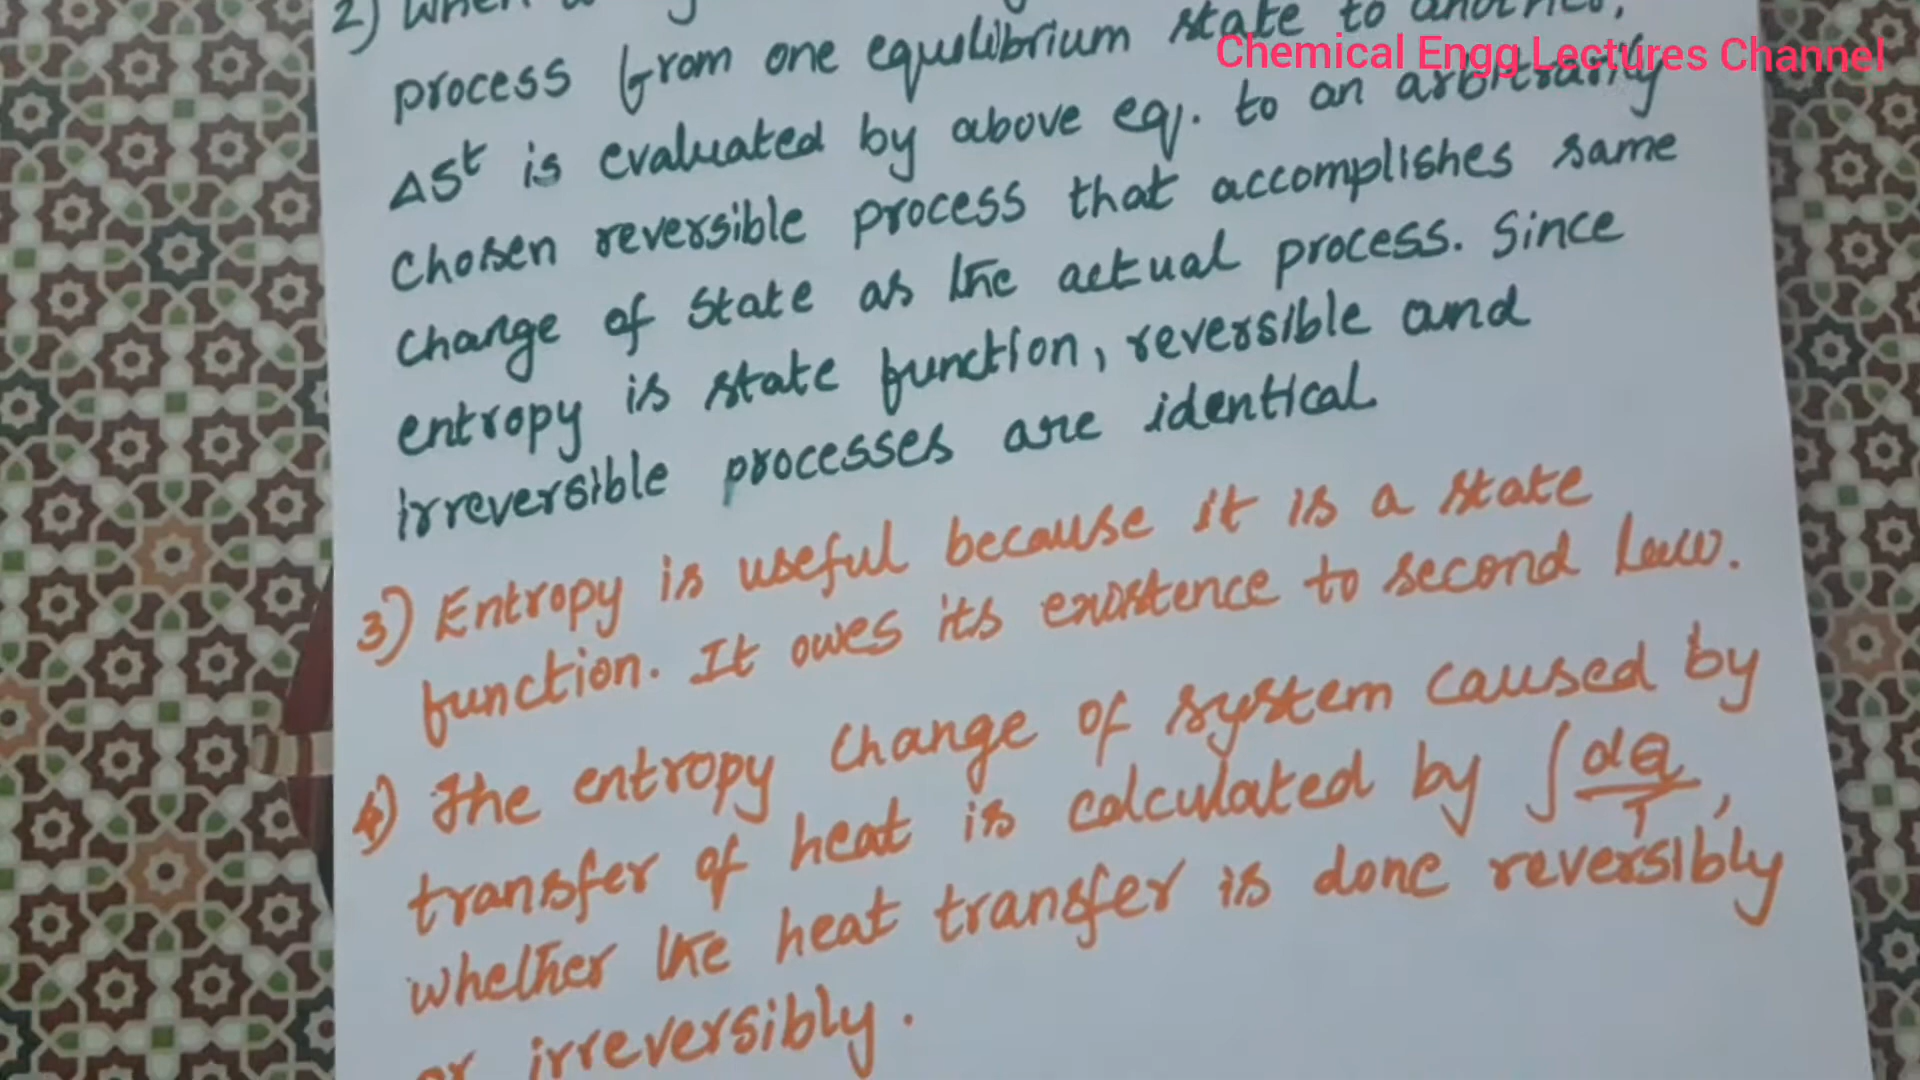 Chemical Engg Lectures Channel
2) When a
process from one equilibrium state to another,
ΔSᵗ is evaluated by above eq. to an arbitrarily
chosen reversible process that accomplishes same
change of state as the actual process. Since
entropy is state function, reversible and
irreversible processes are identical
3) Entropy is useful because it is a state
function. It owes its existence to second law.
4) The entropy change of system caused by
transfer of heat is calculated by ∫dQ/T,
whether the heat transfer is done reversibly
or irreversibly.